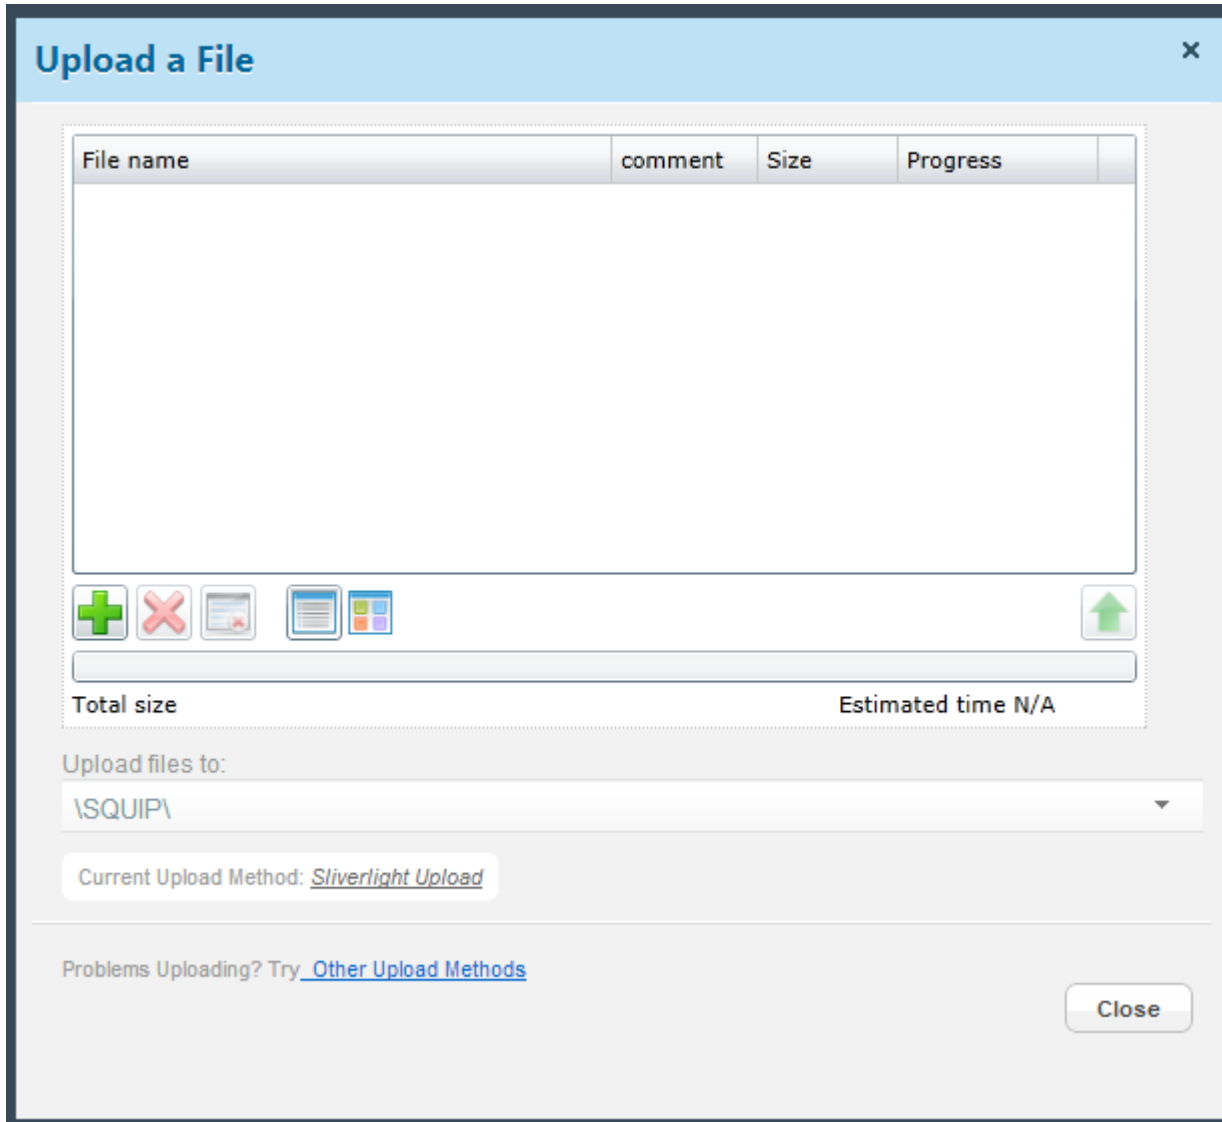 Upload a File
File name comment Size Progress
Total size Estimated time N/A
Upload files to:
\SQUIP\
Current Upload Method: Sliverlight Upload
Problems Uploading? Try Other Upload Methods
Close